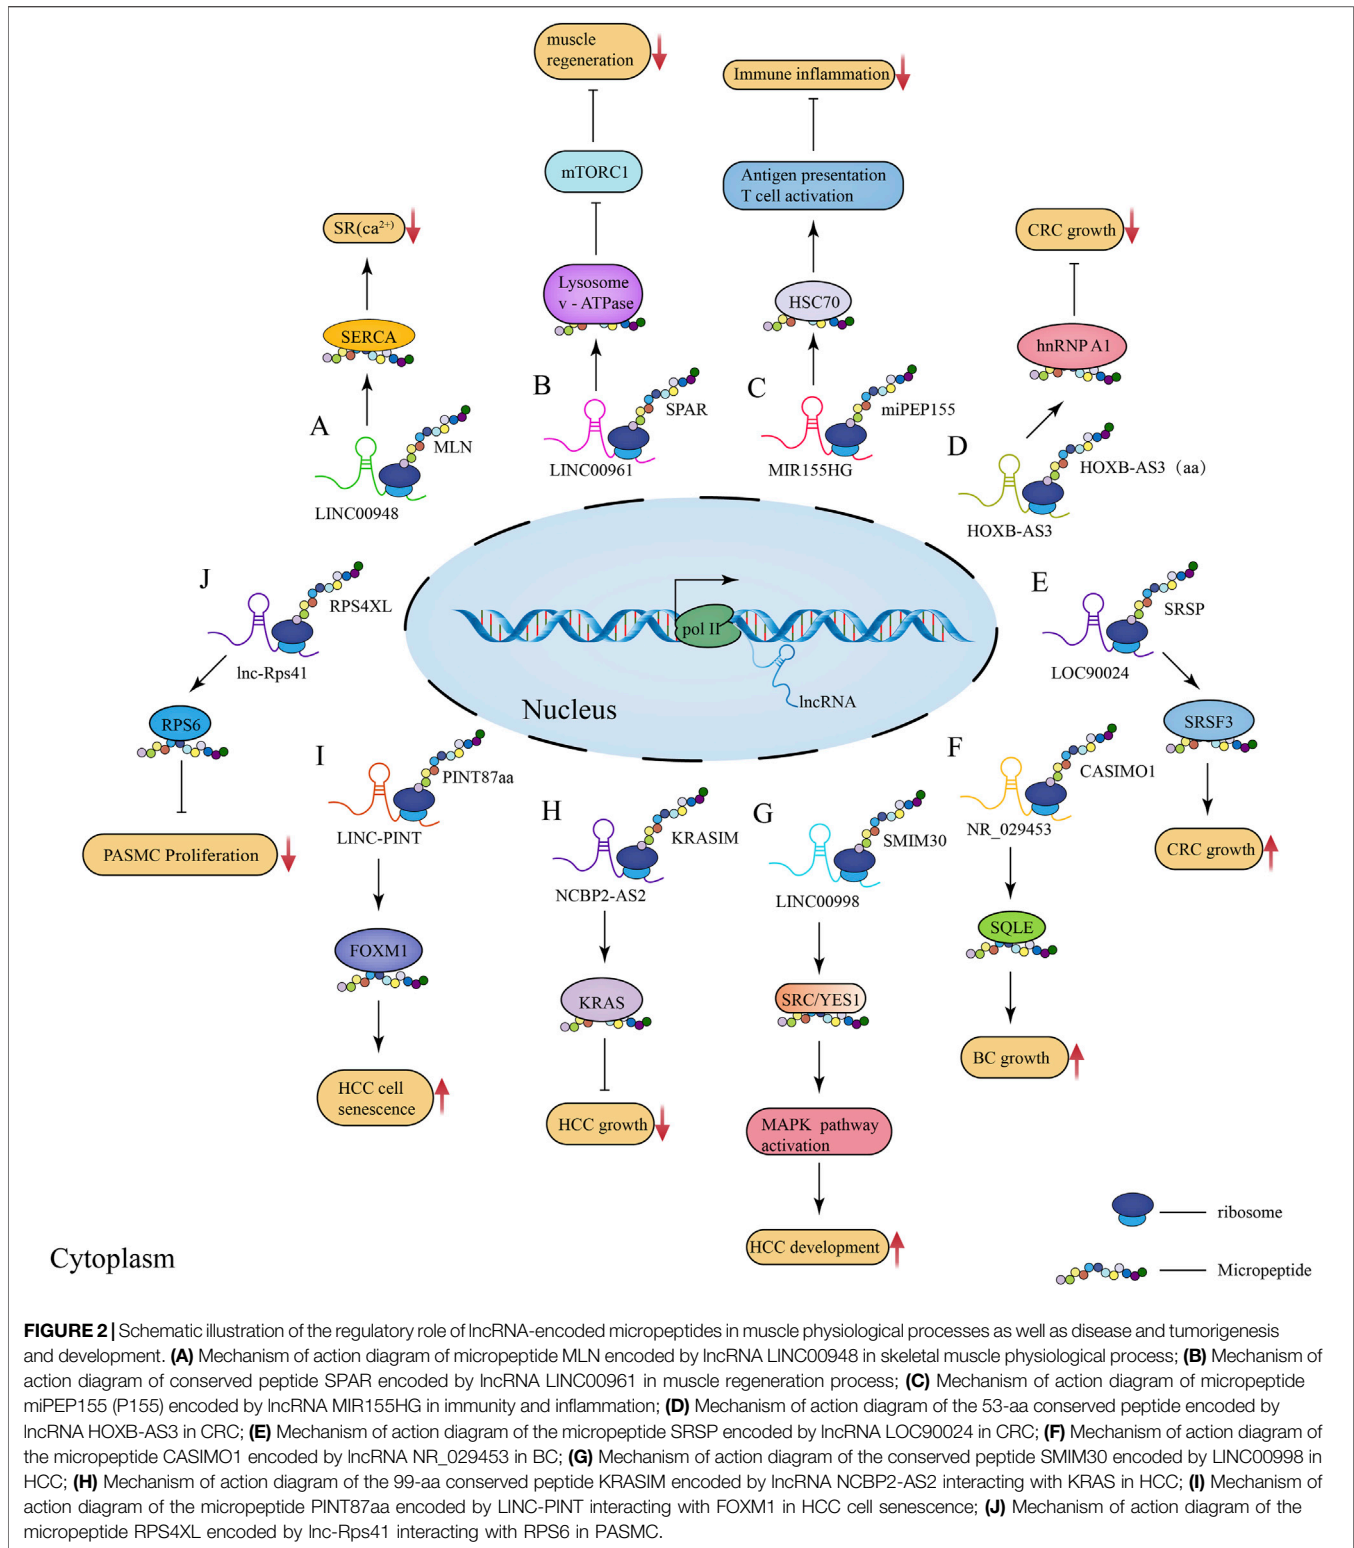 muscle
regeneration
Immune inflammation
mTORC1
Antigen presentation
T cell activation
SR(ca²⁺)
CRC growth
Lysosome
v - ATPase
HSC70
SERCA
hnRNP A1
A
MLN
LINC00948
B
SPAR
LINC00961
C
miPEP155
MIR155HG
D
HOXB-AS3（aa）
HOXB-AS3
J
RPS4XL
lnc-Rps41
RPS6
PASMC Proliferation
pol II
lncRNA
Nucleus
E
SRSP
LOC90024
SRSF3
CRC growth
I
PINT87aa
LINC-PINT
FOXM1
HCC cell
senescence
H
KRASIM
NCBP2-AS2
KRAS
HCC growth
G
SMIM30
LINC00998
SRC/YES1
MAPK pathway
activation
HCC development
F
CASIMO1
NR_029453
SQLE
BC growth
ribosome
Micropeptide
Cytoplasm
FIGURE 2 | Schematic illustration of the regulatory role of lncRNA-encoded micropeptides in muscle physiological processes as well as disease and tumorigenesis
and development. (A) Mechanism of action diagram of micropeptide MLN encoded by lncRNA LINC00948 in skeletal muscle physiological process; (B) Mechanism of
action diagram of conserved peptide SPAR encoded by lncRNA LINC00961 in muscle regeneration process; (C) Mechanism of action diagram of micropeptide
miPEP155 (P155) encoded by lncRNA MIR155HG in immunity and inflammation; (D) Mechanism of action diagram of the 53-aa conserved peptide encoded by
lncRNA HOXB-AS3 in CRC; (E) Mechanism of action diagram of the micropeptide SRSP encoded by lncRNA LOC90024 in CRC; (F) Mechanism of action diagram of
the micropeptide CASIMO1 encoded by lncRNA NR_029453 in BC; (G) Mechanism of action diagram of the conserved peptide SMIM30 encoded by LINC00998 in
HCC; (H) Mechanism of action diagram of the 99-aa conserved peptide KRASIM encoded by lncRNA NCBP2-AS2 interacting with KRAS in HCC; (I) Mechanism of
action diagram of the micropeptide PINT87aa encoded by LINC-PINT interacting with FOXM1 in HCC cell senescence; (J) Mechanism of action diagram of the
micropeptide RPS4XL encoded by lnc-Rps41 interacting with RPS6 in PASMC.